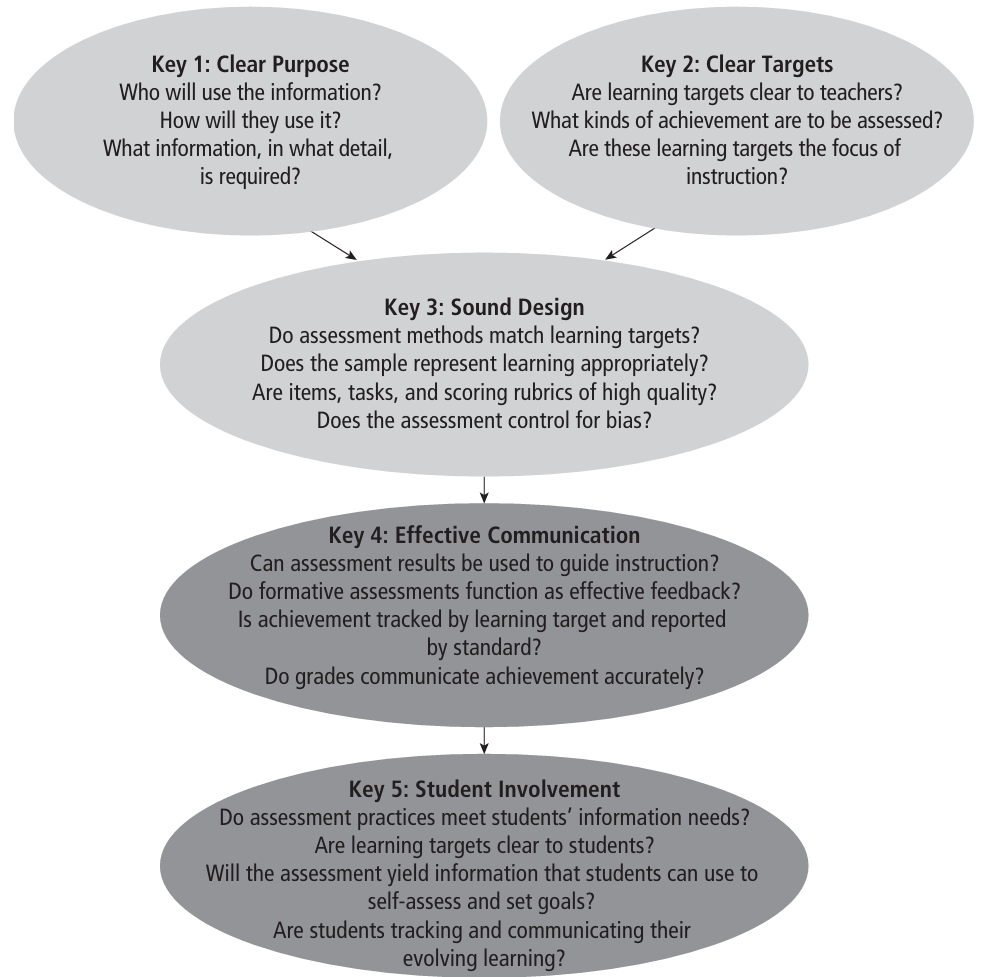 Key 1: Clear Purpose
Who will use the information?
How will they use it?
What information, in what detail,
is required?
Key 2: Clear Targets
Are learning targets clear to teachers?
What kinds of achievement are to be assessed?
Are these learning targets the focus of
instruction?
Key 3: Sound Design
Do assessment methods match learning targets?
Does the sample represent learning appropriately?
Are items, tasks, and scoring rubrics of high quality?
Does the assessment control for bias?
Key 4: Effective Communication
Can assessment results be used to guide instruction?
Do formative assessments function as effective feedback?
Is achievement tracked by learning target and reported
by standard?
Do grades communicate achievement accurately?
Key 5: Student Involvement
Do assessment practices meet students’ information needs?
Are learning targets clear to students?
Will the assessment yield information that students can use to
self-assess and set goals?
Are students tracking and communicating their
evolving learning?